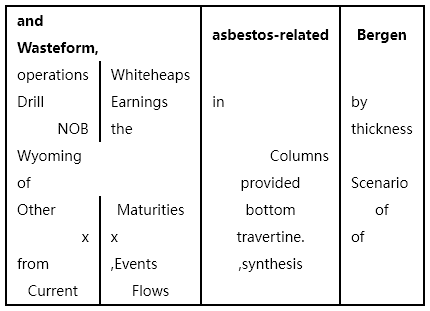 and
Wasteform, asbestos-related Bergen
operations Whiteheaps
Drill Earnings in by
NOB the thickness
Wyoming Columns
of provided Scenario
Other Maturities bottom of
x x travertine. of
from ,Events ,synthesis
Current Flows